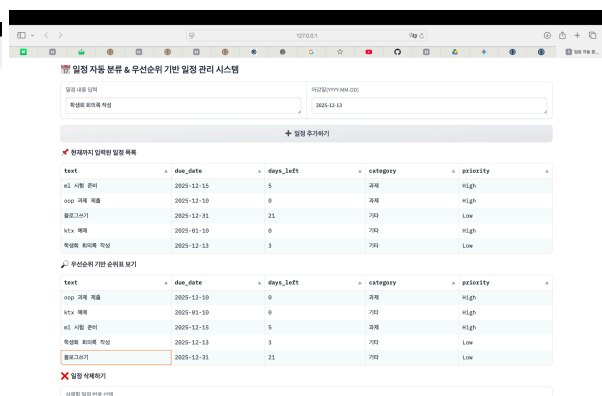 127.0.0.1
일정 자동 분류 & 우선순위 기반 일정 관리 시스템
일정 내용 입력
마감일(YYYY-MM-DD)
학생회 회의록 작성
2025-12-13
+ 일정 추가하기
현재까지 입력된 일정 목록
text due_date days_left category priority
ml 시험 준비 2025-12-15 5 과제 High
oop 과제 제출 2025-12-10 0 과제 High
블로그쓰기 2025-12-31 21 기타 Low
ktx 예매 2025-01-10 0 기타 High
학생회 회의록 작성 2025-12-13 3 기타 Low
우선순위 기반 순위표 보기
text due_date days_left category priority
oop 과제 제출 2025-12-10 0 과제 High
ktx 예매 2025-01-10 0 기타 High
ml 시험 준비 2025-12-15 5 과제 High
학생회 회의록 작성 2025-12-13 3 기타 Low
블로그쓰기 2025-12-31 21 기타 Low
일정 삭제하기
삭제할 일정 번호 선택